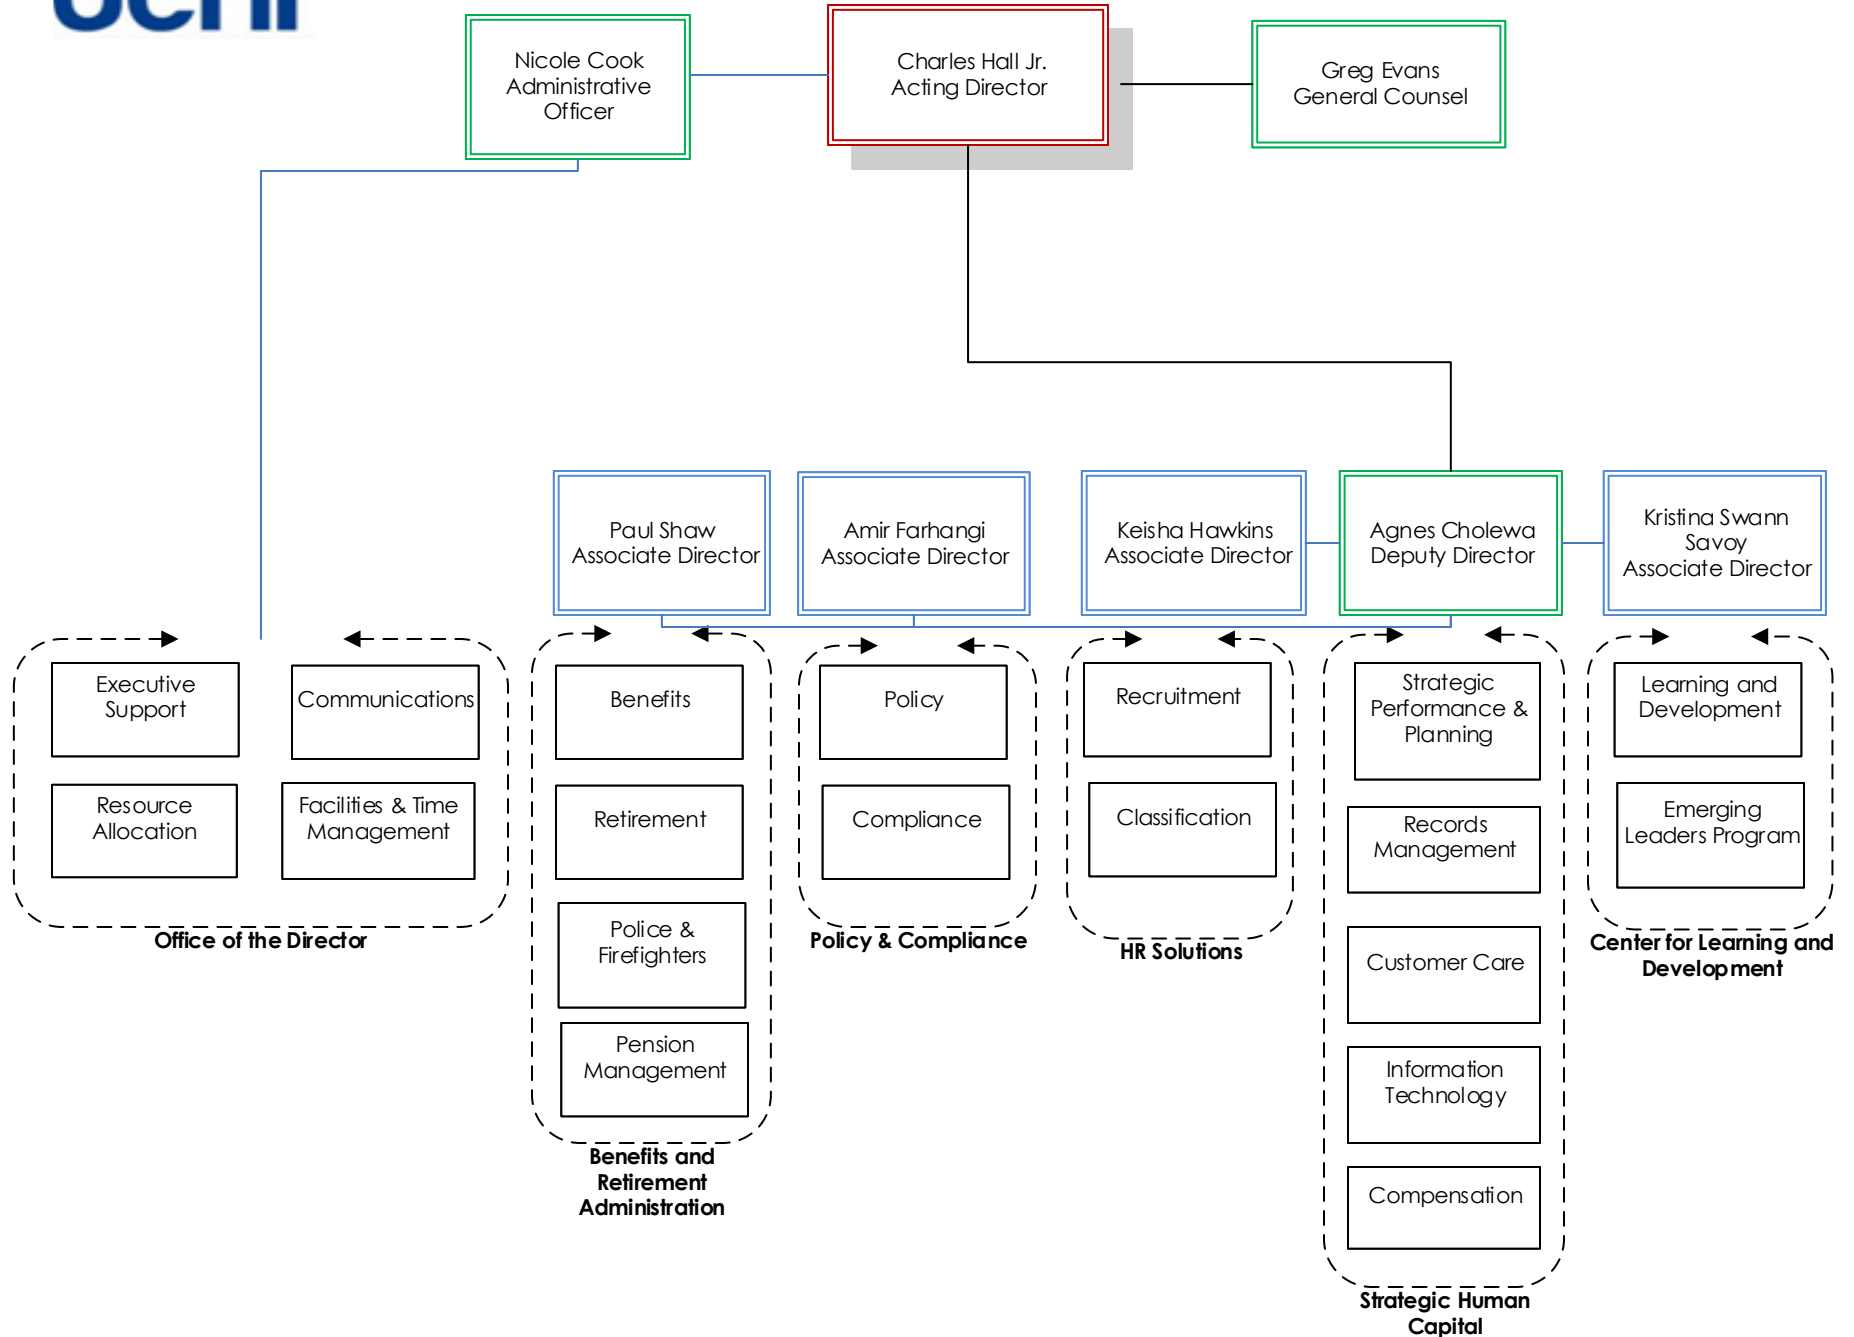 Nicole Cook
Administrative
Officer
Charles Hall Jr.
Acting Director
Greg Evans
General Counsel
Paul Shaw
Associate Director
Amir Farhangi
Associate Director
Keisha Hawkins
Associate Director
Agnes Cholewa
Deputy Director
Kristina Swann
Savoy
Associate Director
Executive
Support
Communications
Resource
Allocation
Facilities & Time
Management
Office of the Director
Benefits
Retirement
Police &
Firefighters
Pension
Management
Benefits and
Retirement
Administration
Policy
Compliance
Policy & Compliance
Recruitment
Classification
HR Solutions
Strategic
Performance &
Planning
Records
Management
Customer Care
Information
Technology
Compensation
Strategic Human
Capital
Learning and
Development
Emerging
Leaders Program
Center for Learning and
Development